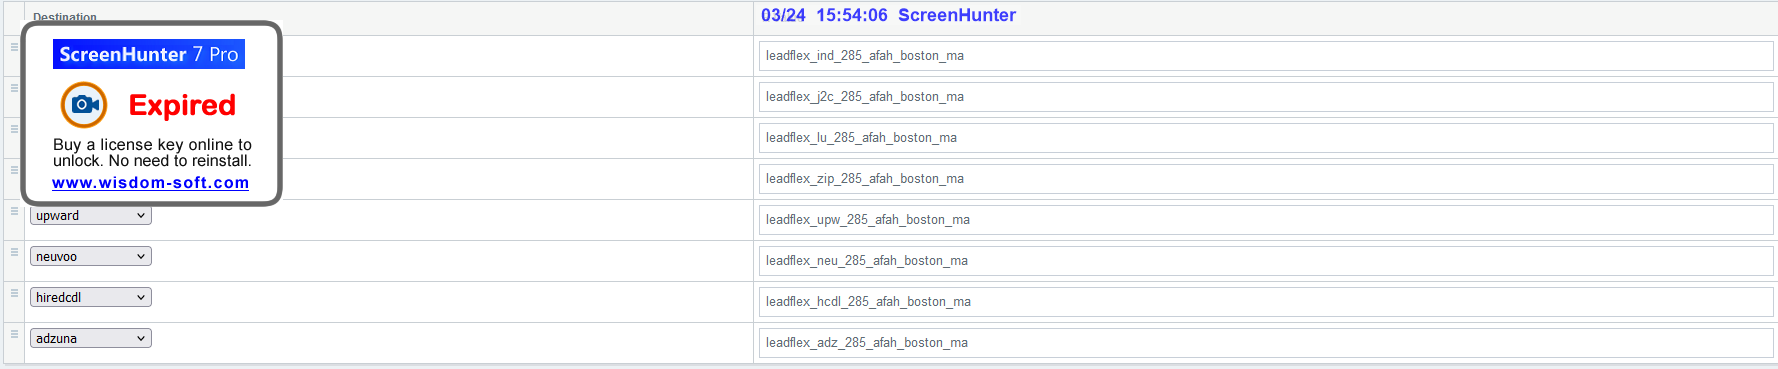 Destination
03/24 15:54:06 ScreenHunter
ScreenHunter 7 Pro
Expired
Buy a license key online to
unlock. No need to reinstall.
www.wisdom-soft.com
leadflex_ind_285_afah_boston_ma
leadflex_j2c_285_afah_boston_ma
leadflex_lu_285_afah_boston_ma
leadflex_zip_285_afah_boston_ma
upward leadflex_upw_285_afah_boston_ma
neuvoo leadflex_neu_285_afah_boston_ma
hiredcdl leadflex_hcdl_285_afah_boston_ma
adzuna leadflex_adz_285_afah_boston_ma